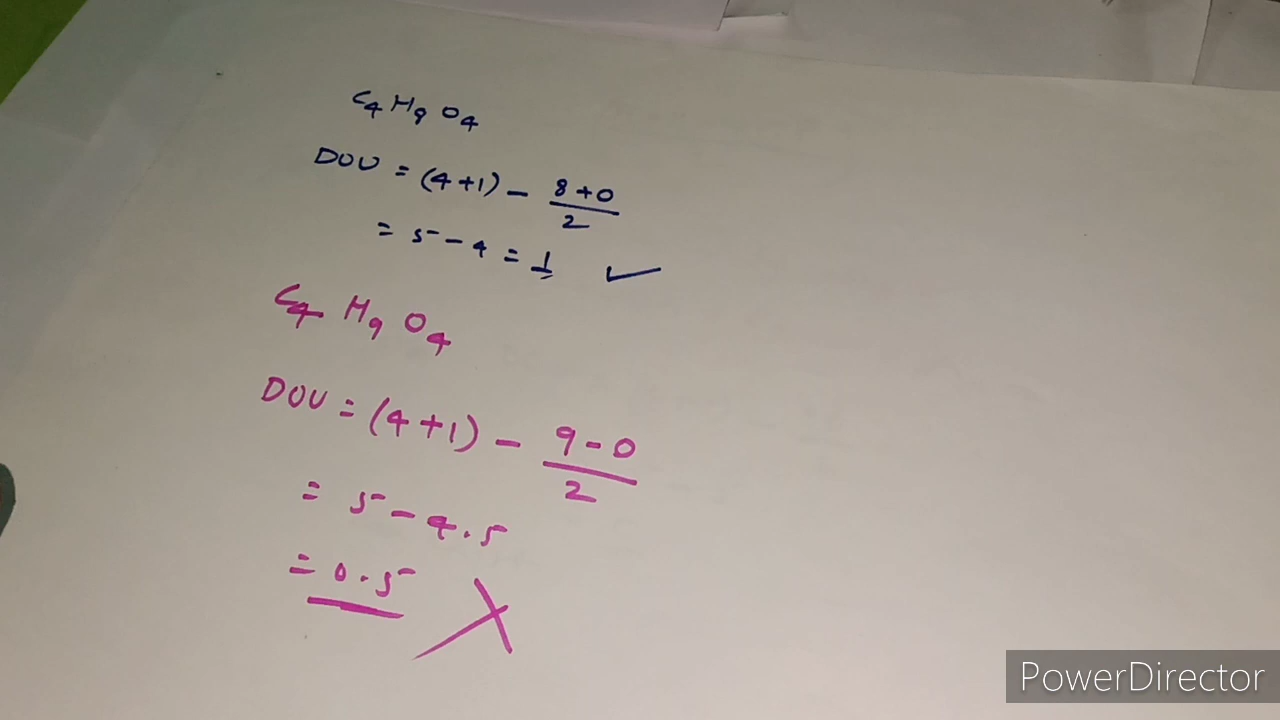 C4 H9 O4
DOU = (4+1) - 8+0/2
= 5 - 4 = 1 ✓
C4 H9 O4
DOU = (4+1) - 9-0/2
= 5 - 4.5
= 0.5 X
PowerDirector